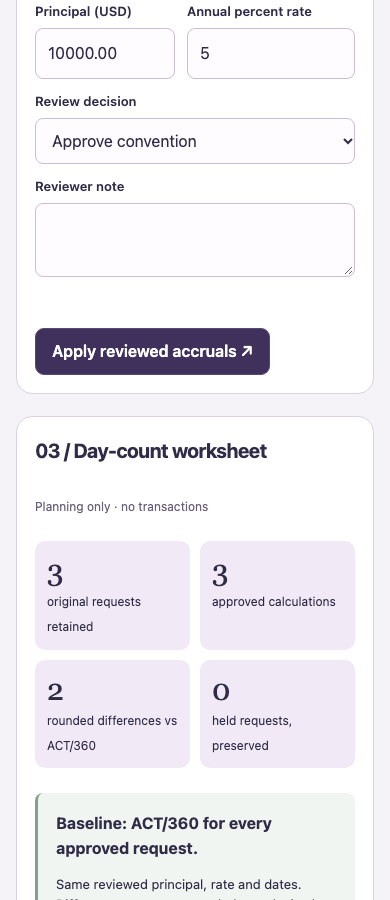 Principal (USD)
Annual percent rate
10000.00
5
Review decision
Approve convention
Reviewer note
Apply reviewed accruals ↗
03 / Day-count worksheet
Planning only · no transactions
3
original requests
retained
3
approved calculations
2
rounded differences vs
ACT/360
0
held requests,
preserved
Baseline: ACT/360 for every
approved request.
Same reviewed principal, rate and dates.